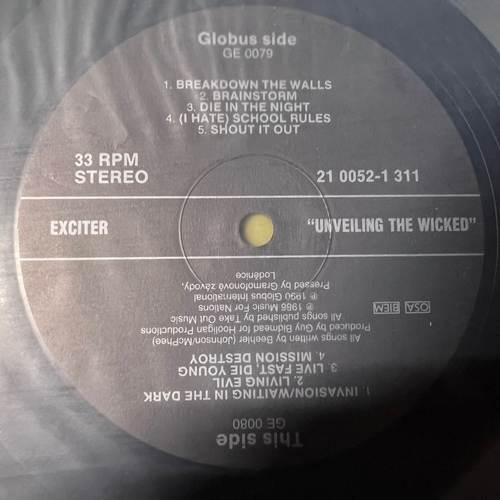 Globus side
GE 0079
1. BREAKDOWN THE WALLS
2. BRAINSTORM
3. DIE IN THE NIGHT
4. (I HATE) SCHOOL RULES
5. SHOUT IT OUT
33 RPM
STEREO
21 0052-1 311
EXCITER
"UNVEILING THE WICKED"
This side
GE 0080
1. INVASION/WAITING IN THE DARK
2. LIVING EVIL
3. LIVE FAST, DIE YOUNG
4. MISSION DESTROY
All songs written by Beehler (Johnson/McPhee)
Produced by Guy Bidmead for Hooligan Productions
All songs published by Take Out Music
℗ 1986 Music For Nations
℗ 1990 Globus International
Pressed by Gramofonové závody,
Loděnice
OSA BIEM